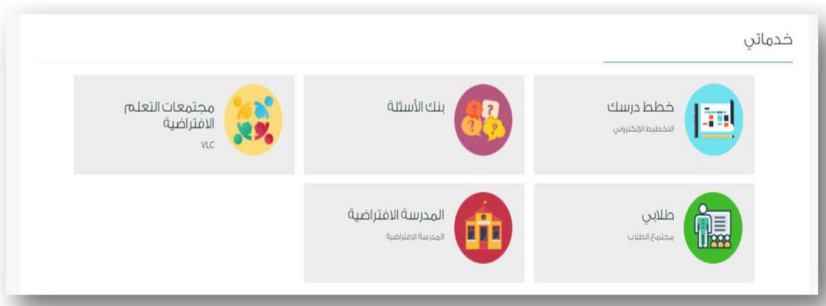 خدماتي
خطط درسك
التخطيط الإلكتروني
بنك الأسئلة
مجتمعات التعلم
الافتراضية
VLC
طلابي
مجتمع الطلاب
المدرسة الافتراضية
المدرسة الافتراضية